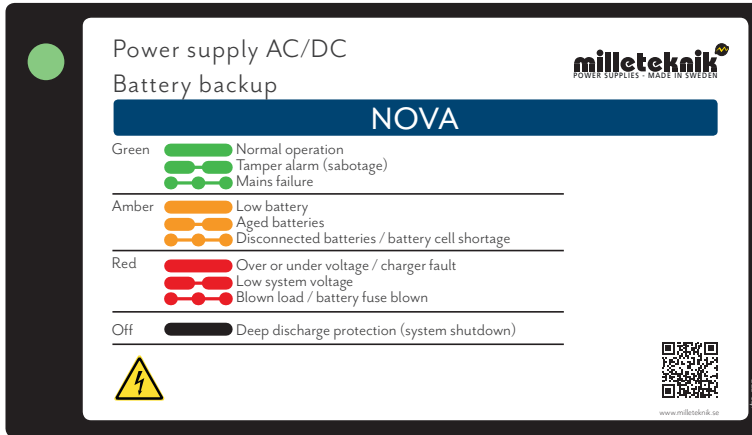 Power supply AC/DC
Battery backup
milleteknik
POWER SUPPLIES - MADE IN SWEDEN
NOVA
Green Normal operation
Tamper alarm (sabotage)
Mains failure
Amber Low battery
Aged batteries
Disconnected batteries / battery cell shortage
Red Over or under voltage / charger fault
Low system voltage
Blown load / battery fuse blown
Off Deep discharge protection (system shutdown)
www.milleteknik.se